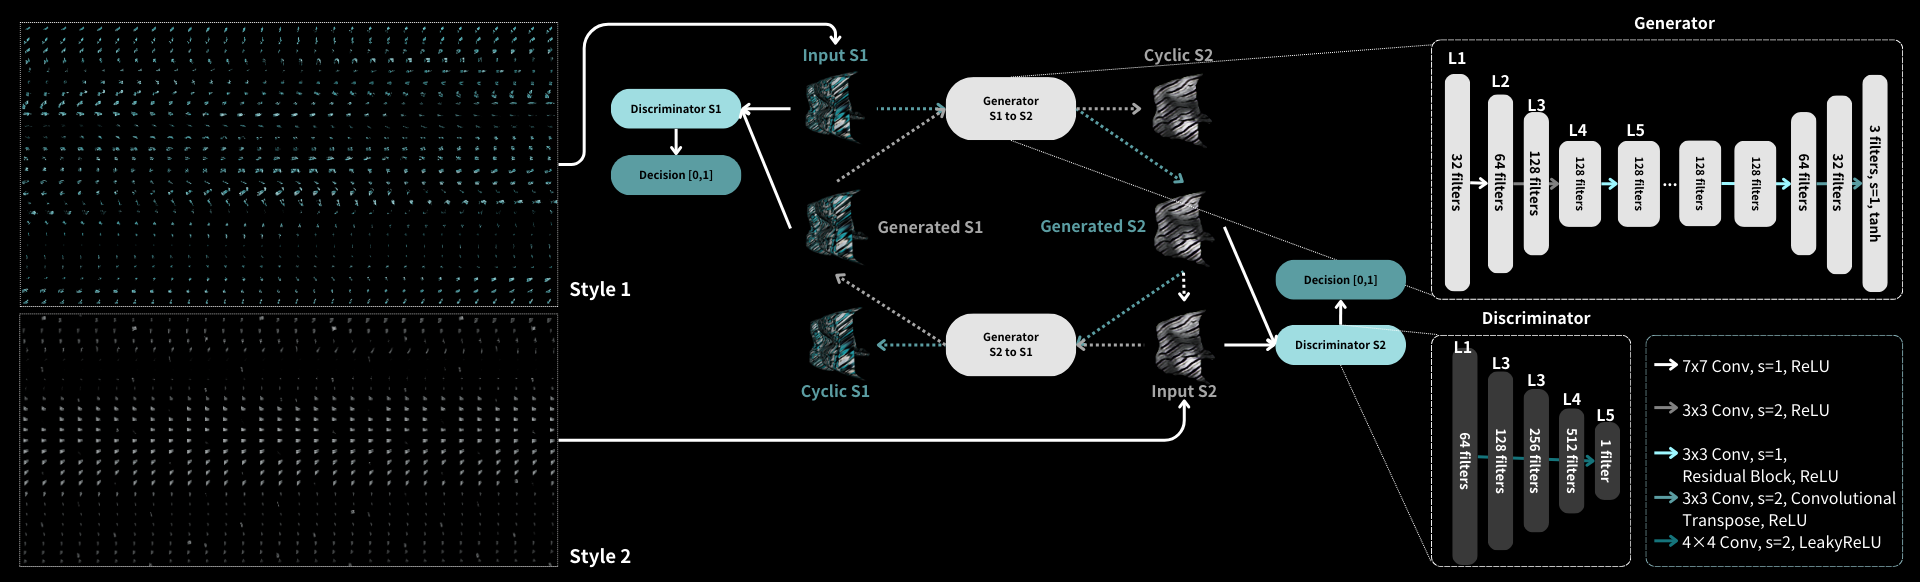 Style 1
Style 2
Input S1
Cyclic S2
Discriminator S1
Decision [0,1]
Generator
S1 to S2
Generated S1
Generated S2
Generator
S2 to S1
Cyclic S1
Input S2
Decision [0,1]
Discriminator S2
Generator
L1
L2
L3
L4
L5
32 filters
64 filters
128 filters
128 filters
128 filters
...
128 filters
128 filters
64 filters
32 filters
3 filters, s=1, tanh
Discriminator
L1
L3
L3
L4
L5
64 filters
128 filters
256 filters
512 filters
1 filter
7x7 Conv, s=1, ReLU
3x3 Conv, s=2, ReLU
3x3 Conv, s=1,
Residual Block, ReLU
3x3 Conv, s=2, Convolutional
Transpose, ReLU
4×4 Conv, s=2, LeakyReLU